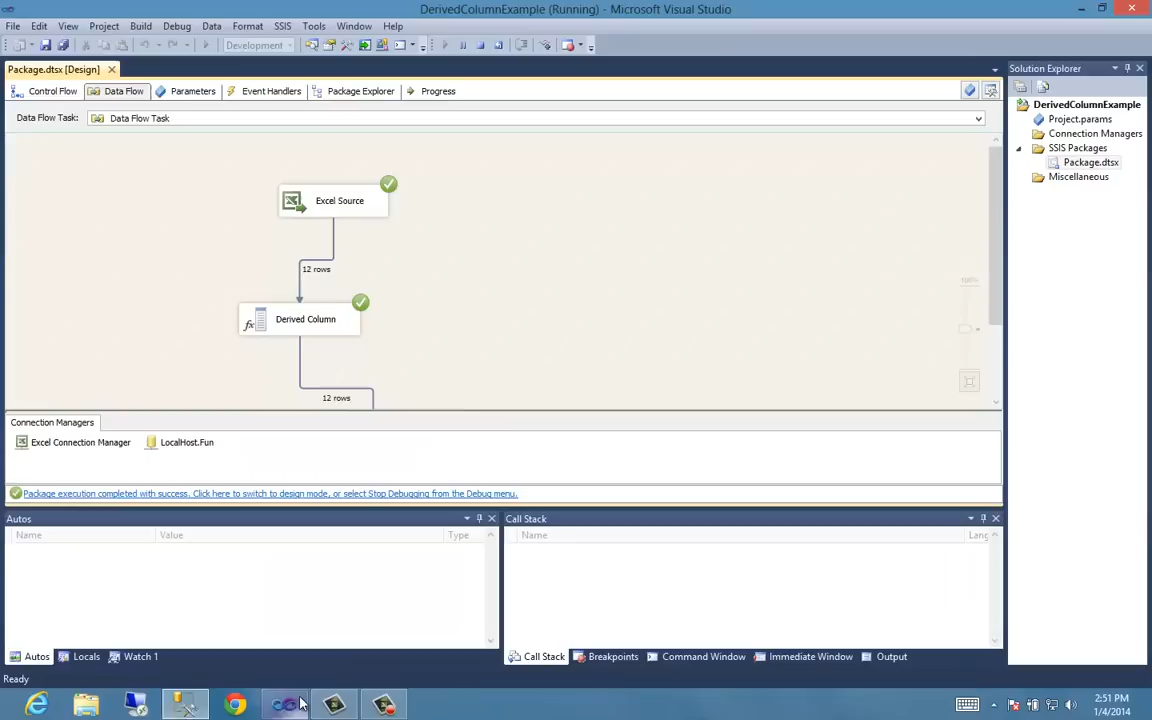 DerivedColumnExample (Running) - Microsoft Visual Studio
File Edit View Project Build Debug Data Format SSIS Tools Window Help
Development
Package.dtsx [Design]
Solution Explorer
Control Flow Data Flow Parameters Event Handlers Package Explorer Progress
Data Flow Task: Data Flow Task
DerivedColumnExample
Project.params
Connection Managers
SSIS Packages
Package.dtsx
Miscellaneous
Excel Source
12 rows
fx Derived Column
12 rows
100%
Connection Managers
Excel Connection Manager LocalHost.Fun
Package execution completed with success. Click here to switch to design mode, or select Stop Debugging from the Debug menu.
Autos
Name Value Type
Call Stack
Name Lang
Autos Locals Watch 1
Call Stack Breakpoints Command Window Immediate Window Output
Ready
2:51 PM
1/4/2014